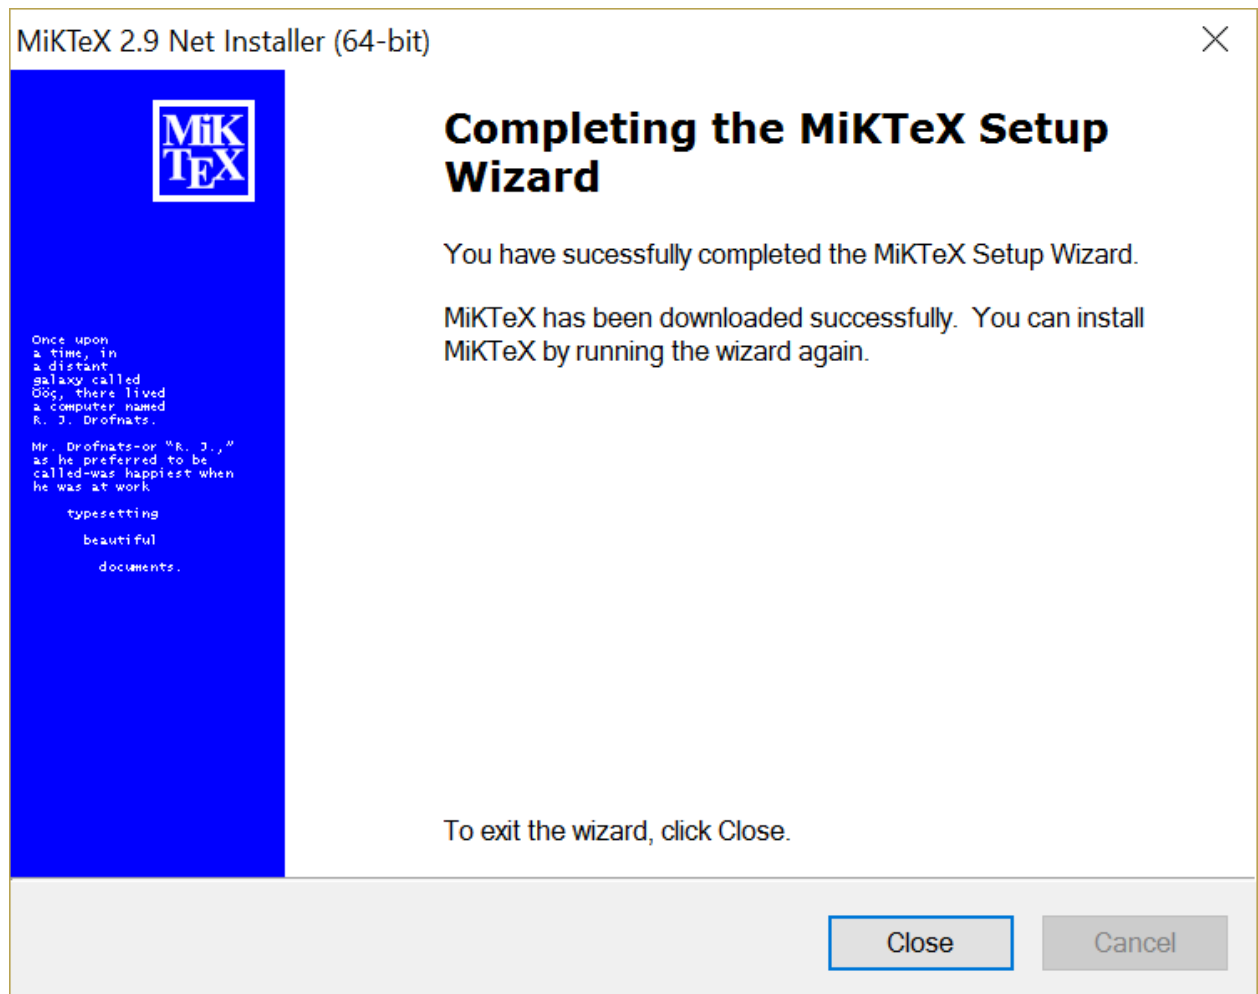 MiKTeX 2.9 Net Installer (64-bit)
MiK
TEX
Completing the MiKTeX Setup
Wizard
You have sucessfully completed the MiKTeX Setup Wizard.
MiKTeX has been downloaded successfully.  You can install
MiKTeX by running the wizard again.
Once upon
a time, in
a distant
galaxy called
Ööç, there lived
a computer named
R. J. Drofnats.
Mr. Drofnats-or "R. J.,"
as he preferred to be
called-was happiest when
he was at work
typesetting
beautiful
documents.
To exit the wizard, click Close.
Close
Cancel